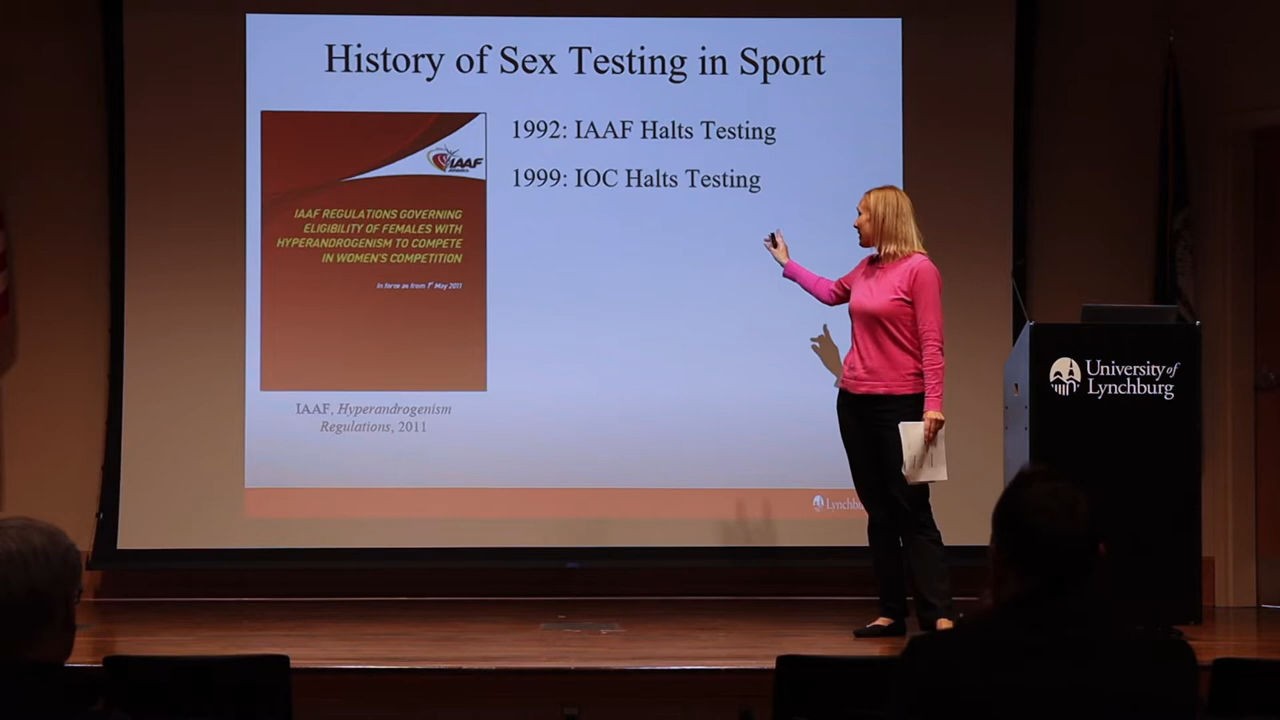 History of Sex Testing in Sport
IAAF
IAAF REGULATIONS GOVERNING
ELIGIBILITY OF FEMALES WITH
HYPERANDROGENISM TO COMPETE
IN WOMEN'S COMPETITION
In force as from 1st May 2011
IAAF, Hyperandrogenism
Regulations, 2011
1992: IAAF Halts Testing
1999: IOC Halts Testing
Lynchbu
University of
Lynchburg